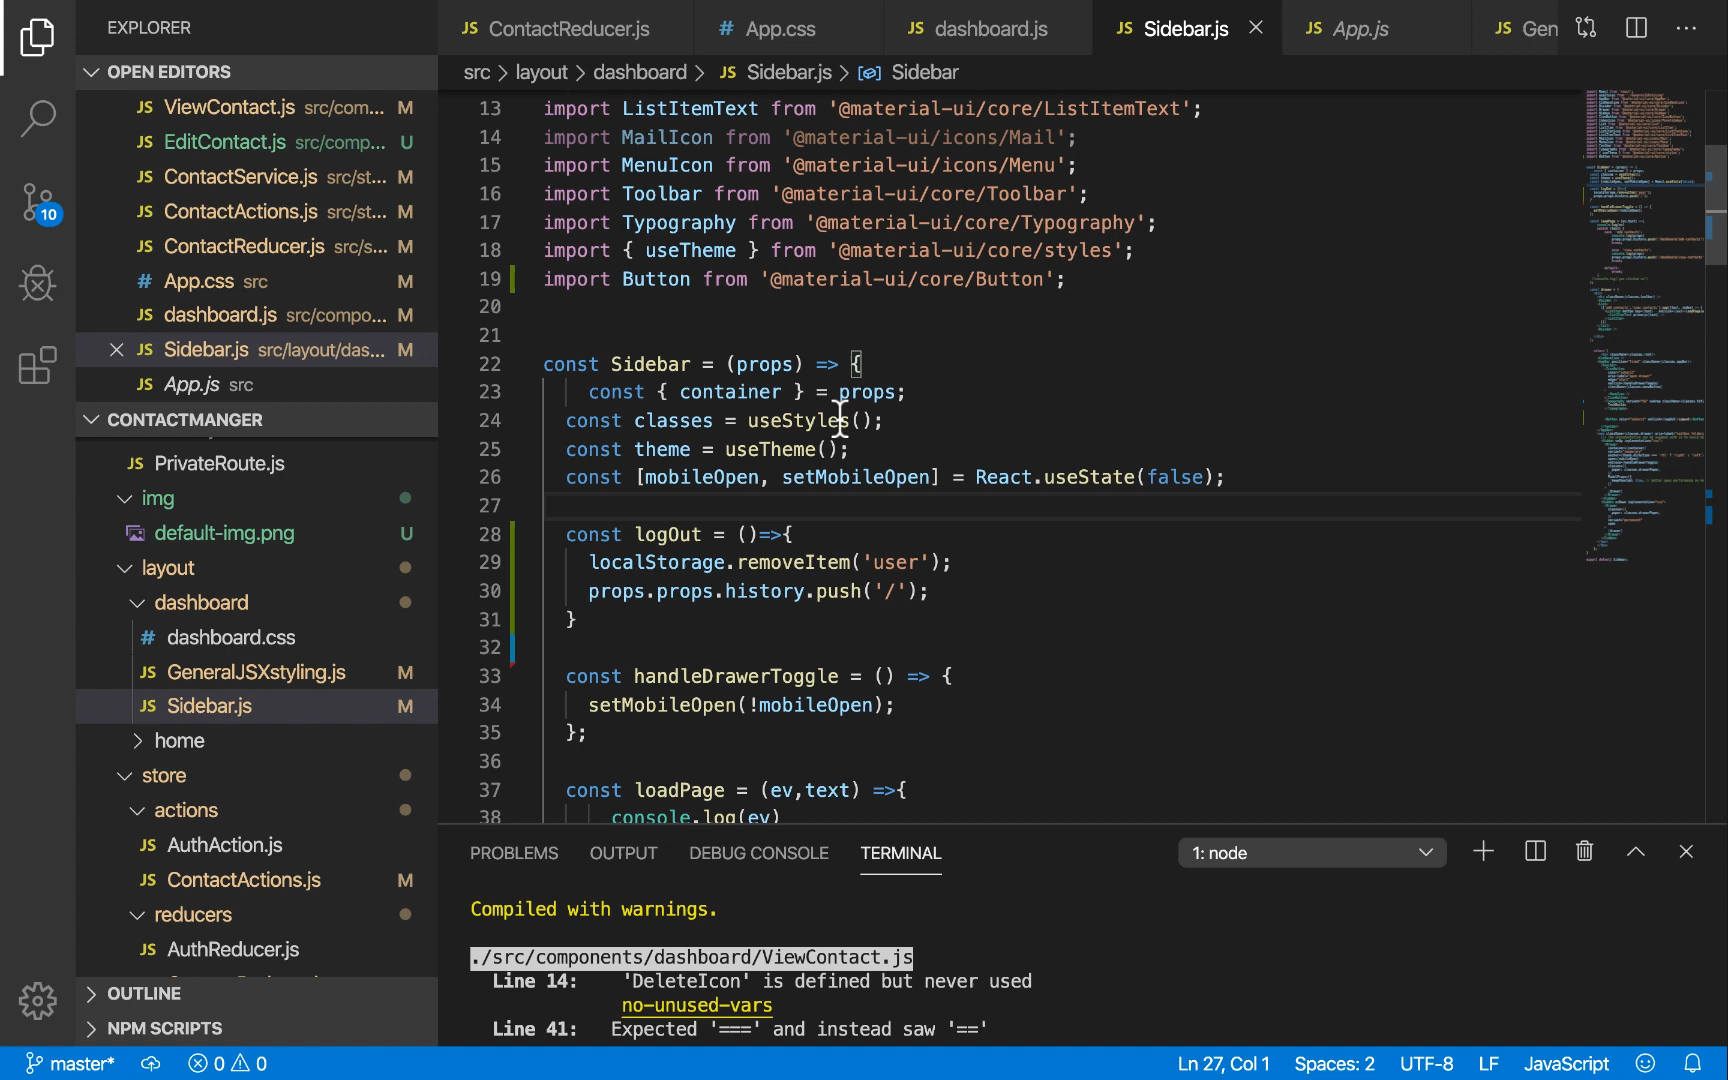 EXPLORER
OPEN EDITORS
JS ViewContact.js src/com... M
JS EditContact.js src/comp... U
JS ContactService.js src/st... M
JS ContactActions.js src/st... M
JS ContactReducer.js src/s... M
# App.css src M
JS dashboard.js src/compo... M
JS Sidebar.js src/layout/das... M
JS App.js src
CONTACTMANGER
JS PrivateRoute.js
img
default-img.png U
layout
dashboard
# dashboard.css
JS GeneralJSXstyling.js M
JS Sidebar.js M
home
store
actions
JS AuthAction.js
JS ContactActions.js M
reducers
JS AuthReducer.js
OUTLINE
NPM SCRIPTS
10
JS ContactReducer.js # App.css JS dashboard.js JS Sidebar.js JS App.js JS Gen
src > layout > dashboard > JS Sidebar.js > Sidebar
13 import ListItemText from '@material-ui/core/ListItemText';
14 import MailIcon from '@material-ui/icons/Mail';
15 import MenuIcon from '@material-ui/icons/Menu';
16 import Toolbar from '@material-ui/core/Toolbar';
17 import Typography from '@material-ui/core/Typography';
18 import { useTheme } from '@material-ui/core/styles';
19 import Button from '@material-ui/core/Button';
20
21
22 const Sidebar = (props) => {
23 const { container } = props;
24 const classes = useStyles();
25 const theme = useTheme();
26 const [mobileOpen, setMobileOpen] = React.useState(false);
27
28 const logOut = ()=>{
29 localStorage.removeItem('user');
30 props.props.history.push('/');
31 }
32
33 const handleDrawerToggle = () => {
34 setMobileOpen(!mobileOpen);
35 };
36
37 const loadPage = (ev,text) =>{
38 console.log(ev)
PROBLEMS OUTPUT DEBUG CONSOLE TERMINAL 1: node
Compiled with warnings.
./src/components/dashboard/ViewContact.js
Line 14: 'DeleteIcon' is defined but never used
no-unused-vars
Line 41: Expected '===' and instead saw '=='
master* 0 0 Ln 27, Col 1 Spaces: 2 UTF-8 LF JavaScript